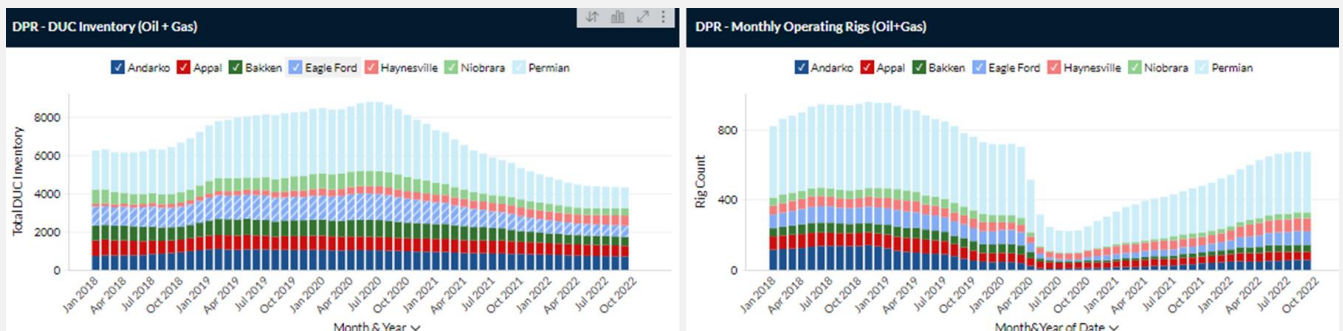 DPR - DUC Inventory (Oil + Gas)
Andarko Appal Bakken Eagle Ford Haynesville Niobrara Permian
Total DUC Inventory
8000
6000
4000
2000
0
Jan 2018 Apr 2018 Jul 2018 Oct 2018 Jan 2019 Apr 2019 Jul 2019 Oct 2019 Jan 2020 Apr 2020 Jul 2020 Oct 2020 Jan 2021 Apr 2021 Jul 2021 Oct 2021 Jan 2022 Apr 2022 Jul 2022 Oct 2022
Month & Year
DPR - Monthly Operating Rigs (Oil+Gas)
Andarko Appal Bakken Eagle Ford Haynesville Niobrara Permian
Rig Count
800
400
0
Jan 2018 Apr 2018 Jul 2018 Oct 2018 Jan 2019 Apr 2019 Jul 2019 Oct 2019 Jan 2020 Apr 2020 Jul 2020 Oct 2020 Jan 2021 Apr 2021 Jul 2021 Oct 2021 Jan 2022 Apr 2022 Jul 2022 Oct 2022
Month&Year of Date